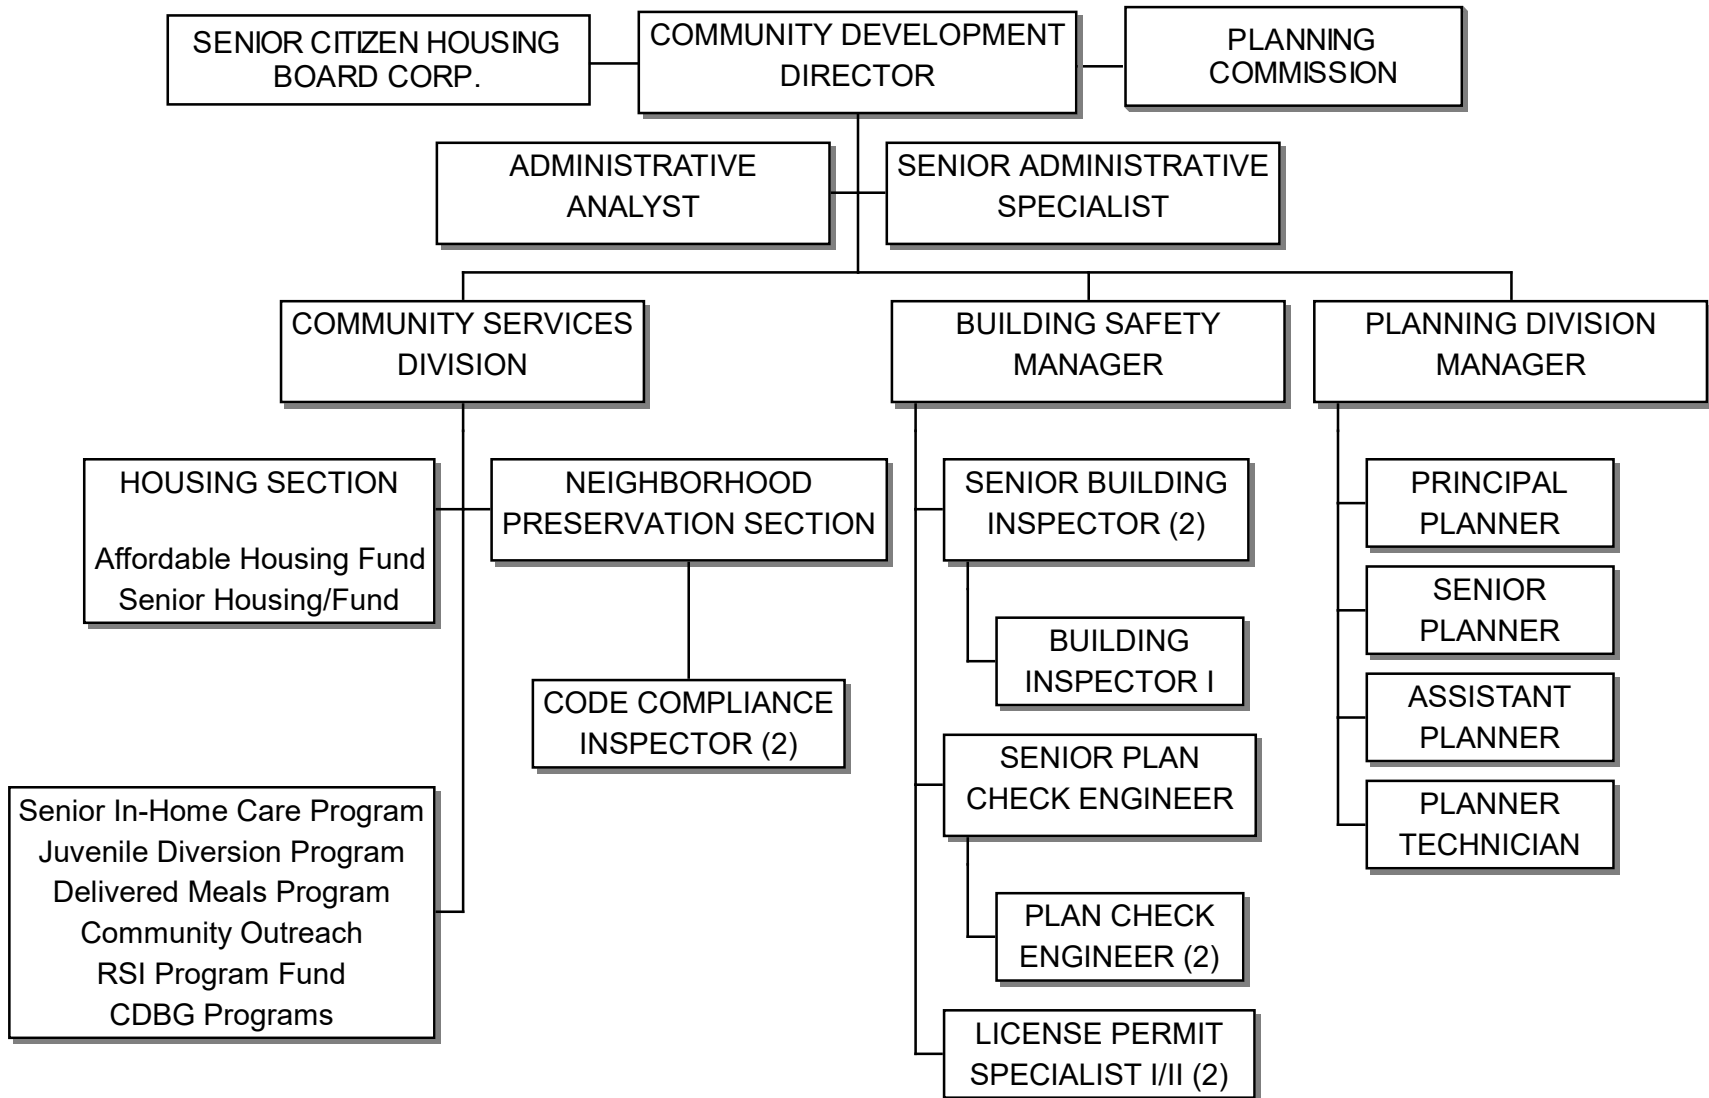 SENIOR CITIZEN HOUSING
BOARD CORP.
COMMUNITY DEVELOPMENT
DIRECTOR
PLANNING
COMMISSION
ADMINISTRATIVE
ANALYST
SENIOR ADMINISTRATIVE
SPECIALIST
COMMUNITY SERVICES
DIVISION
BUILDING SAFETY
MANAGER
PLANNING DIVISION
MANAGER
HOUSING SECTION
Affordable Housing Fund
Senior Housing/Fund
NEIGHBORHOOD
PRESERVATION SECTION
CODE COMPLIANCE
INSPECTOR (2)
Senior In-Home Care Program
Juvenile Diversion Program
Delivered Meals Program
Community Outreach
RSI Program Fund
CDBG Programs
SENIOR BUILDING
INSPECTOR (2)
BUILDING
INSPECTOR I
SENIOR PLAN
CHECK ENGINEER
PLAN CHECK
ENGINEER (2)
LICENSE PERMIT
SPECIALIST I/II (2)
PRINCIPAL
PLANNER
SENIOR
PLANNER
ASSISTANT
PLANNER
PLANNER
TECHNICIAN